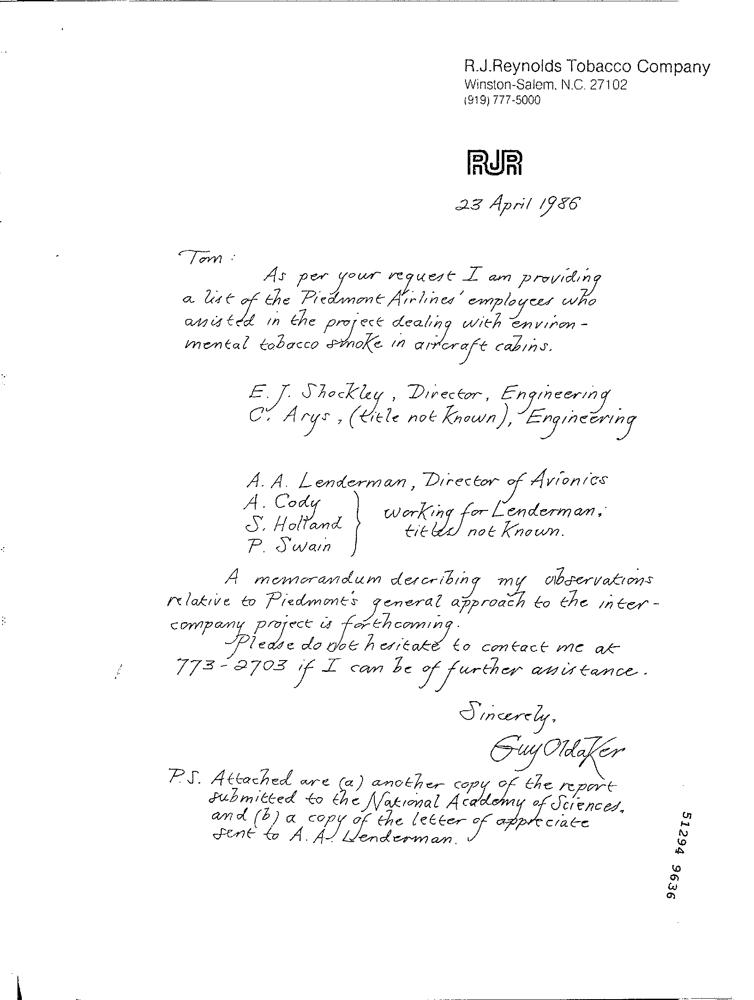 R.J.Reynolds Tobacco Company
Winston-Salem, N.C. 27102
(919) 777-5000
RJR
23 April 1986
Tom:
As per your request I am providing
a list of the Piedmont Airlines' employees who
assisted in the project dealing with environ-
mental tobacco smoke in aircraft cabins.
E. J. Shockley, Director, Engineering
C. Arys, (title not known), Engineering
A. A. Lenderman, Director of Avionics
A. Cody
S. Holland
P. Swain
working for Lenderman;
titles not known.
A memorandum describing my observations
relative to Piedmont's general approach to the inter-
company project is forthcoming.
Please do not hesitate to contact me at
773-2703 if I can be of further assistance.
Sincerely,
Guy Oldaker
P.S. Attached are (a) another copy of the report
submitted to the National Academy of Sciences,
and (b) a copy of the letter of appreciate
sent to A. A. Lenderman.
51294 9636